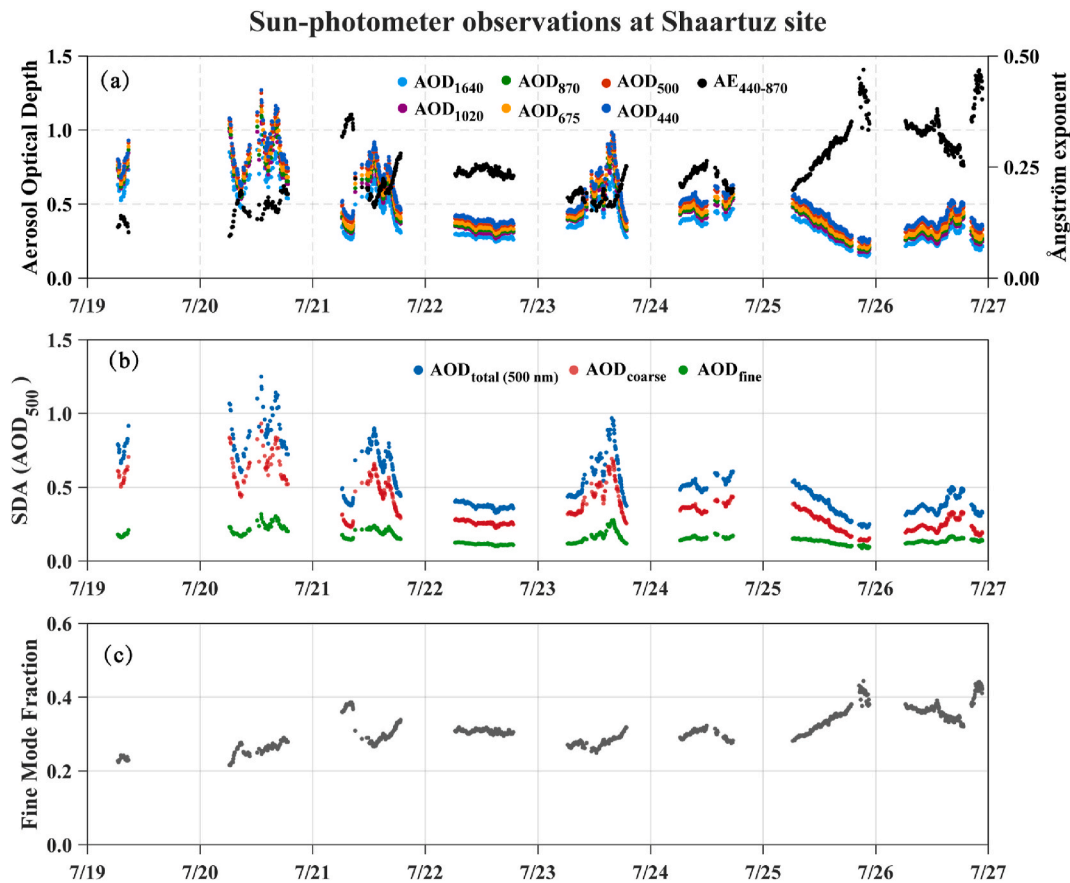 Sun-photometer observations at Shaartuz site
(a)
AOD1640 AOD870 AOD500 AE440-870
AOD1020 AOD675 AOD440
Aerosol Optical Depth
1.5
1.0
0.5
0.0
Ångström exponent
0.50
0.25
0.00
7/19 7/20 7/21 7/22 7/23 7/24 7/25 7/26 7/27
(b)
AODtotal (500 nm) AODcoarse AODfine
SDA (AOD500)
1.5
1.0
0.5
0.0
7/19 7/20 7/21 7/22 7/23 7/24 7/25 7/26 7/27
(c)
Fine Mode Fraction
0.6
0.4
0.2
0.0
7/19 7/20 7/21 7/22 7/23 7/24 7/25 7/26 7/27